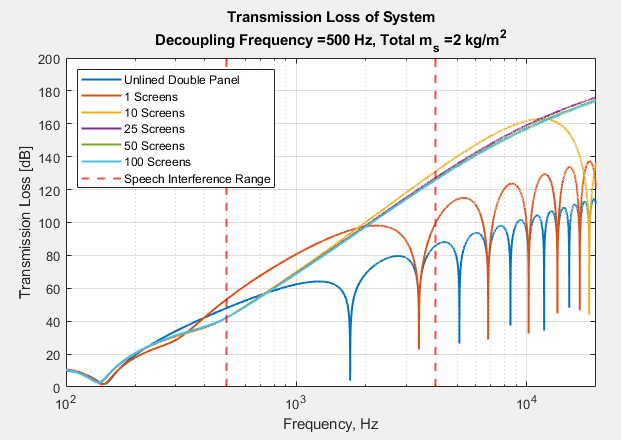 Transmission Loss of System
Decoupling Frequency =500 Hz, Total m_s =2 kg/m^2
200
180
160
140
120
100
80
60
40
20
0
Transmission Loss [dB]
Unlined Double Panel
1 Screens
10 Screens
25 Screens
50 Screens
100 Screens
Speech Interference Range
10^2
10^3
10^4
Frequency, Hz